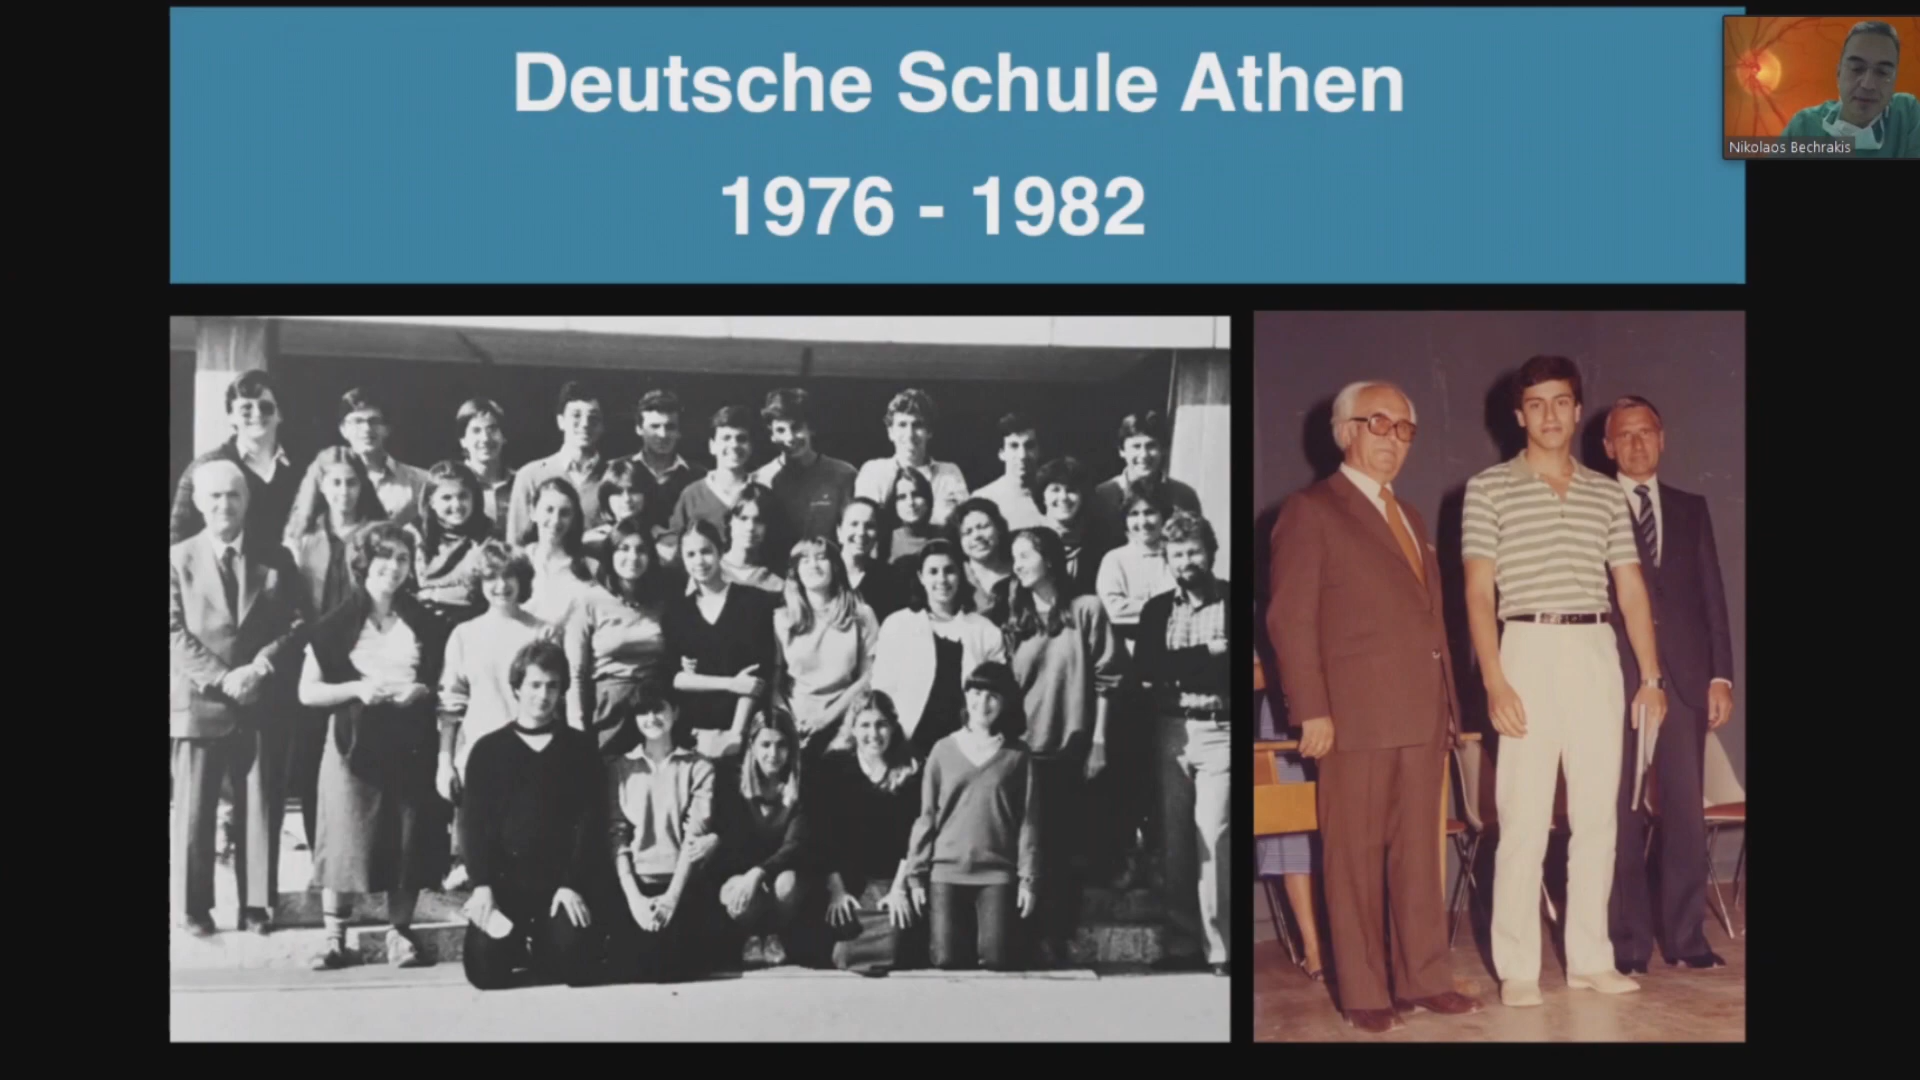 Deutsche Schule Athen
1976 - 1982
Nikolaos Bechrakis